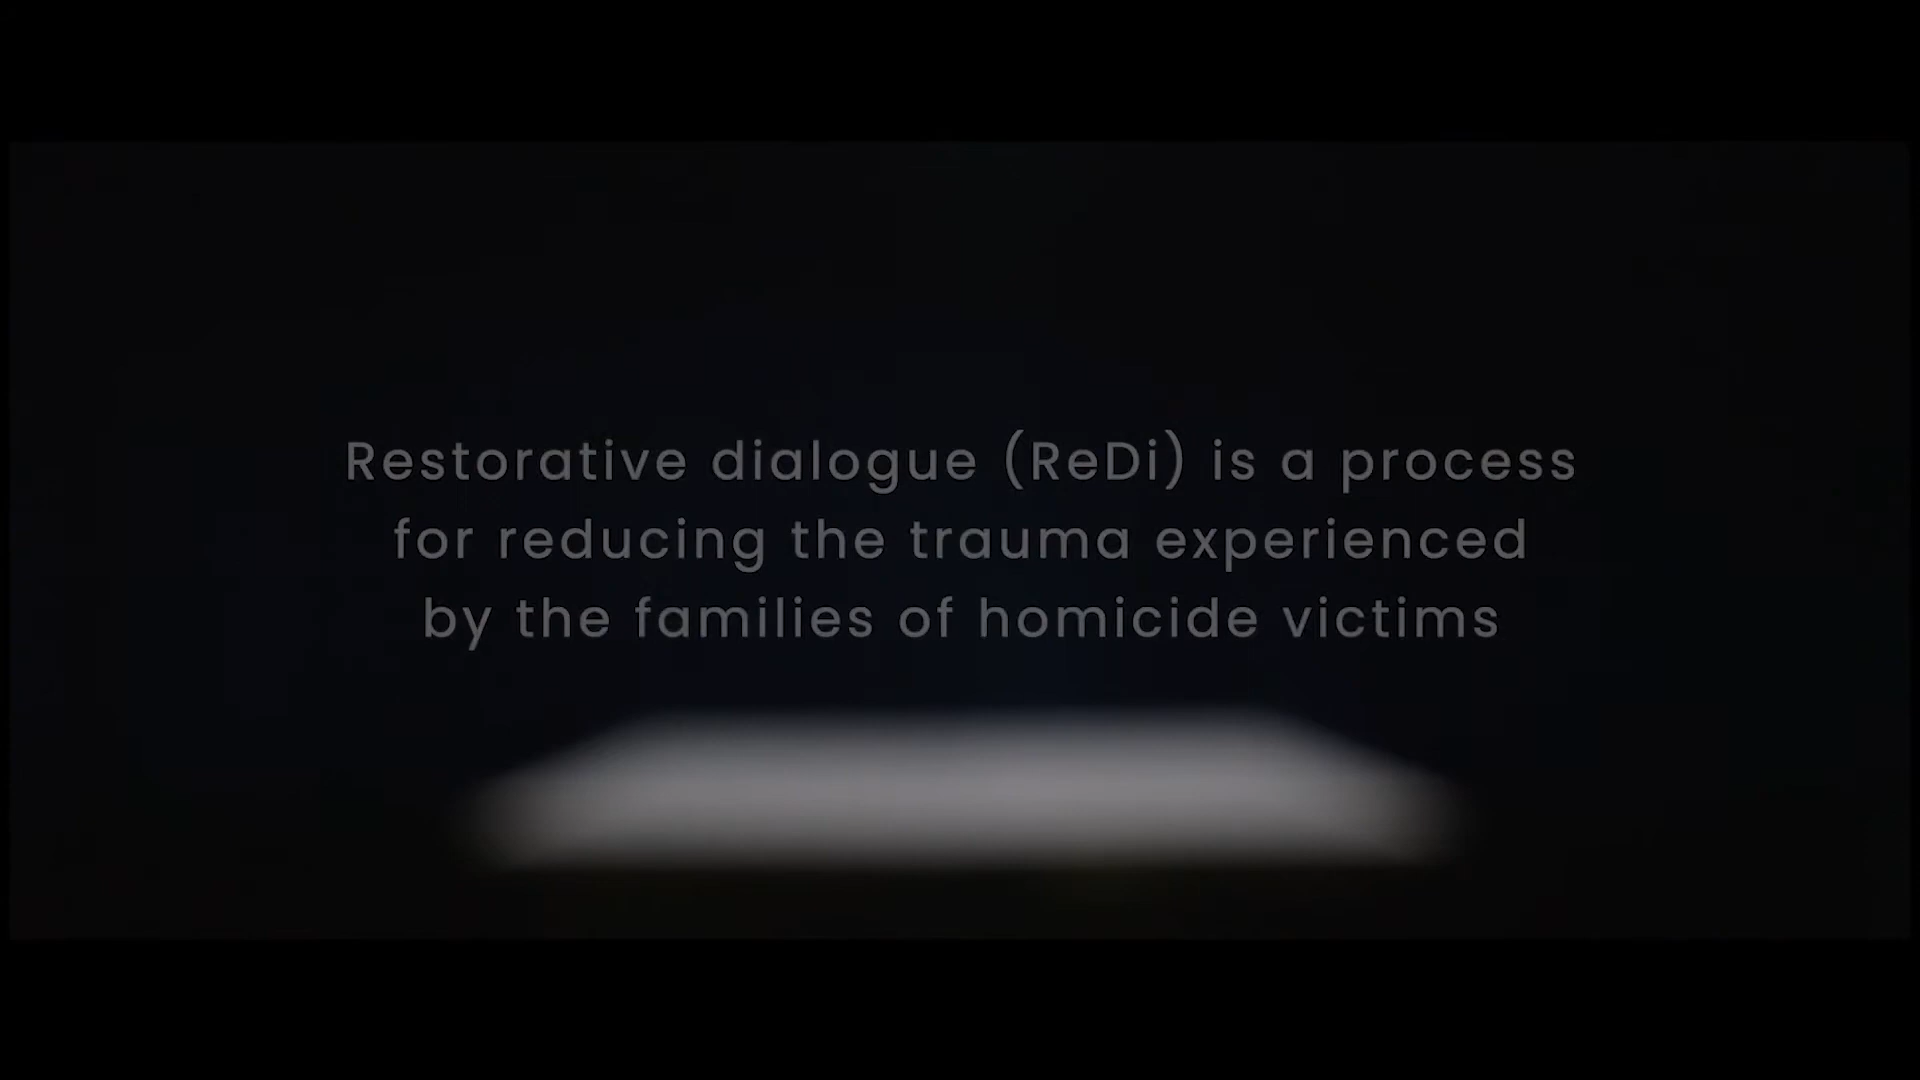 Restorative dialogue (ReDi) is a process
for reducing the trauma experienced
by the families of homicide victims